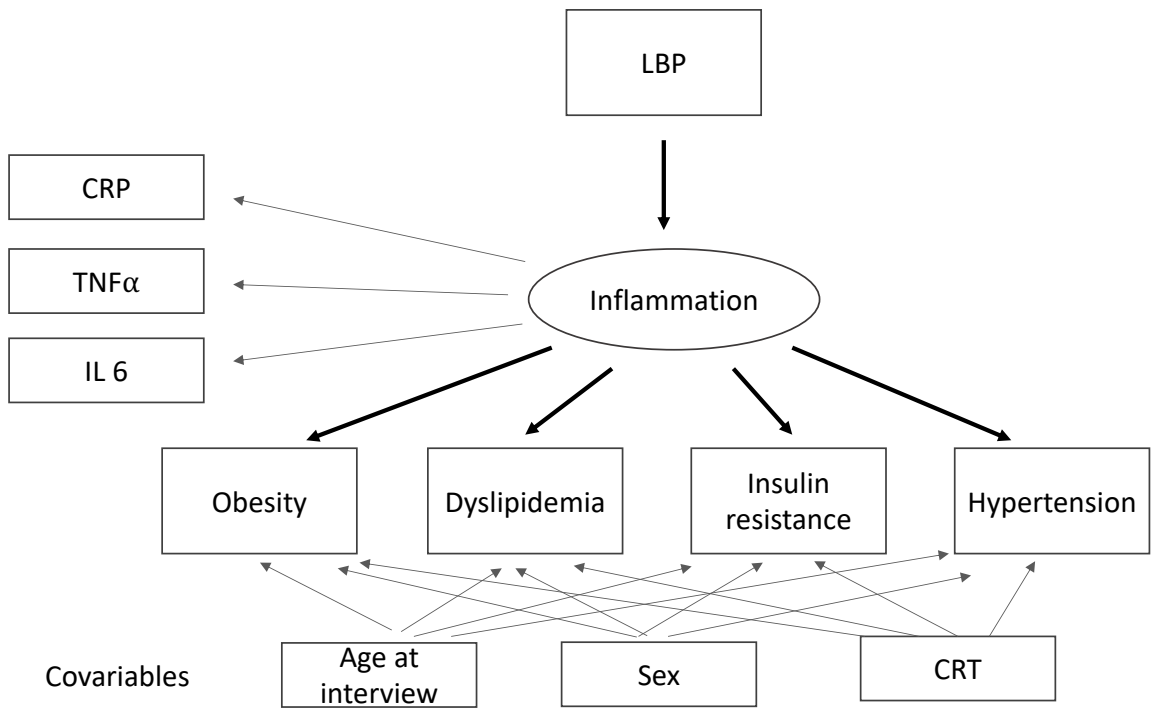 LBP
CRP
TNFα
Inflammation
IL 6
Obesity
Dyslipidemia
Insulin
resistance
Hypertension
Covariables
Age at
interview
Sex
CRT